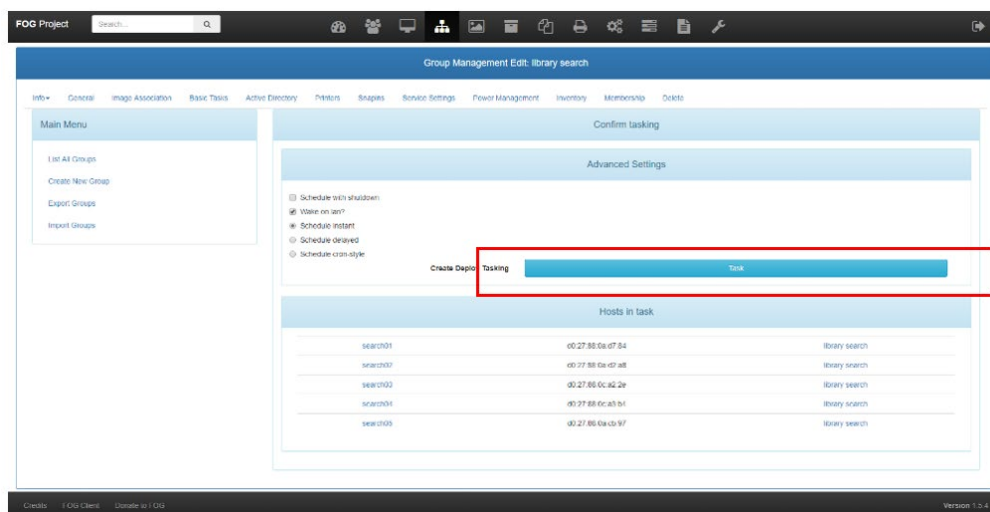 FOG Project
Search...
Group Management Edit: library search
Info
General
Image Association
Basic Tasks
Active Directory
Printers
Snapins
Service Settings
Power Management
Inventory
Membership
Delete
Main Menu
List All Groups
Create New Group
Export Groups
Import Groups
Confirm tasking
Advanced Settings
Schedule with shutdown
Wake on lan?
Schedule instant
Schedule delayed
Schedule cron-style
Create Deploy Tasking
Task
Hosts in task
search01 library search
search02 library search
search03 library search
search04 library search
search05 library search
Credits FOG Client Donate to FOG
Version 1.5.4